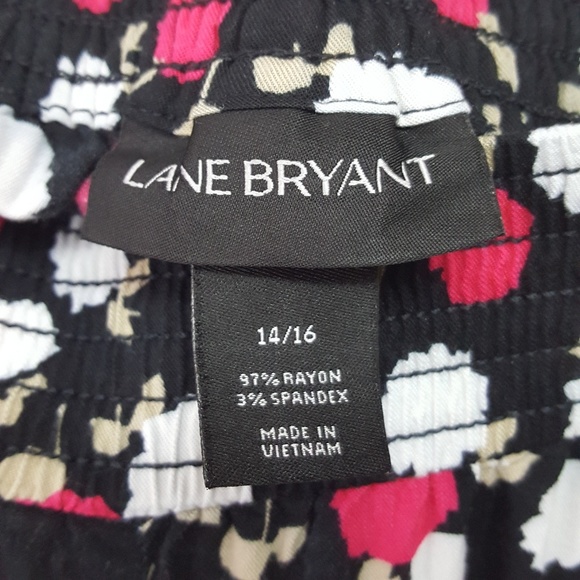 LANE BRYANT
14/16
97% RAYON
3% SPANDEX
MADE IN
VIETNAM